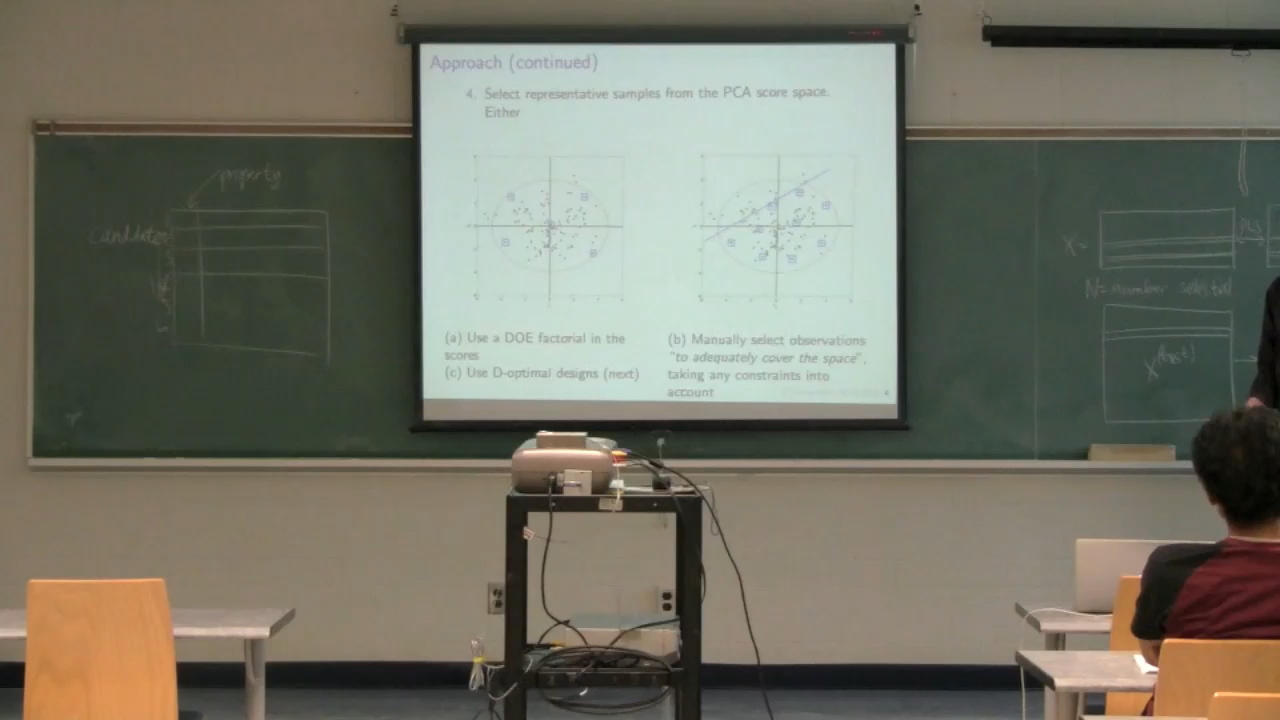 Approach (continued)
4. Select representative samples from the PCA score space.
Either
(a) Use a DOE factorial in the
scores
(c) Use D-optimal designs (next)
(b) Manually select observations
"to adequately cover the space",
taking any constraints into
account
property
Candidates
X=
PLS
N=number selected